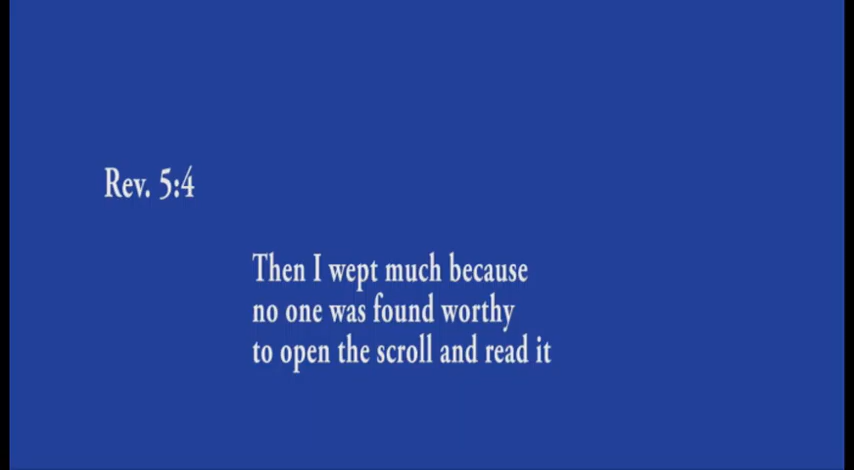 Rev. 5:4
Then I wept much because
no one was found worthy
to open the scroll and read it